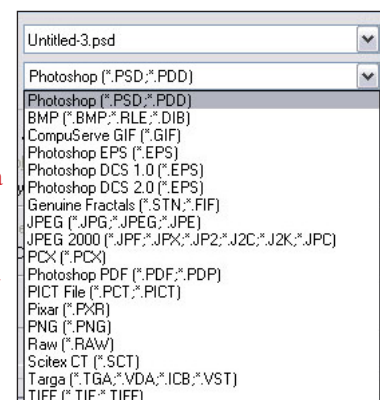 Untitled-3.psd
Photoshop (*.PSD;*.PDD)
Photoshop (*.PSD;*.PDD)
BMP (*.BMP;*.RLE;*.DIB)
CompuServe GIF (*.GIF)
Photoshop EPS (*.EPS)
Photoshop DCS 1.0 (*.EPS)
Photoshop DCS 2.0 (*.EPS)
Genuine Fractals (*.STN;*.FIF)
JPEG (*.JPG;*.JPEG;*.JPE)
JPEG 2000 (*.JPF;*.JPX;*.JP2;*.J2C;*.J2K;*.JPC)
PCX (*.PCX)
Photoshop PDF (*.PDF;*.PDP)
PICT File (*.PCT;*.PICT)
Pixar (*.PXR)
PNG (*.PNG)
Raw (*.RAW)
Scitex CT (*.SCT)
Targa (*.TGA;*.VDA;*.ICB;*.VST)
TIFF (*.TIF;*.TIFF)